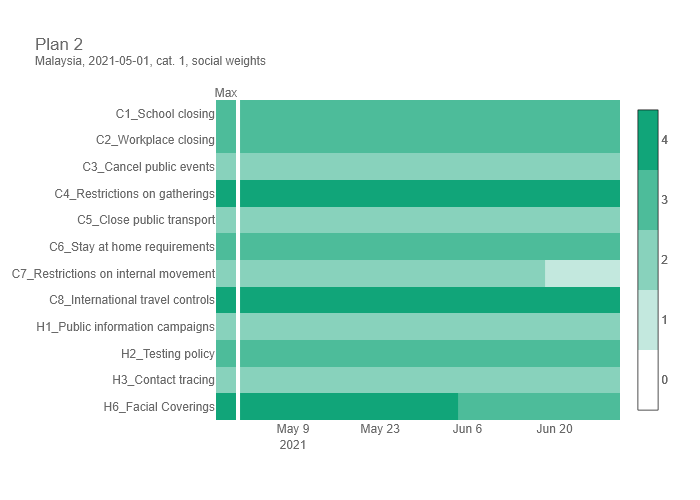 Plan 2
Malaysia, 2021-05-01, cat. 1, social weights
Max
C1_School closing
C2_Workplace closing
C3_Cancel public events
C4_Restrictions on gatherings
C5_Close public transport
C6_Stay at home requirements
C7_Restrictions on internal movement
C8_International travel controls
H1_Public information campaigns
H2_Testing policy
H3_Contact tracing
H6_Facial Coverings
May 9
2021
May 23
Jun 6
Jun 20
4
3
2
1
0